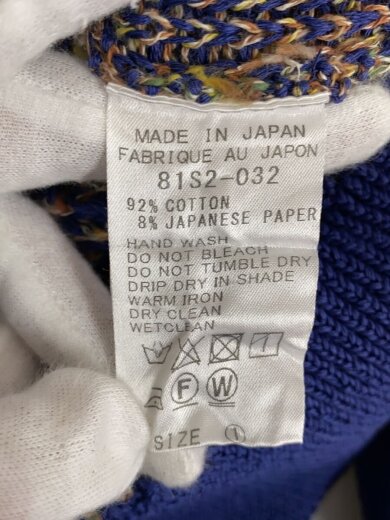 MADE IN JAPAN
FABRIQUE AU JAPON
81S2-032
92% COTTON
8% JAPANESE PAPER
HAND WASH
DO NOT BLEACH
DO NOT TUMBLE DRY
DRIP DRY IN SHADE
WARM IRON
DRY CLEAN
WETCLEAN
F W
SIZE 1